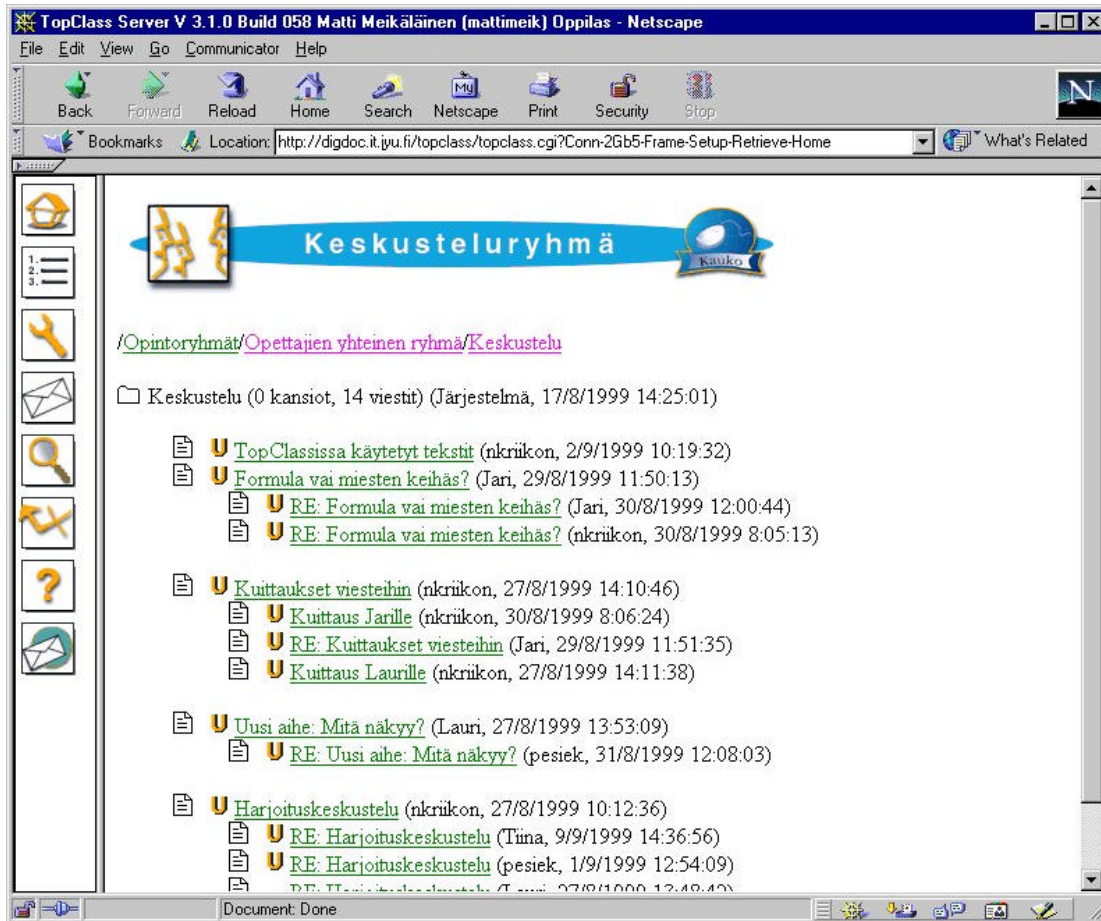 TopClass Server V 3.1.0 Build 058 Matti Meikäläinen (mattimeik) Oppilas - Netscape
File Edit View Go Communicator Help
Back Forward Reload Home Search Netscape Print Security Stop
My
N
Bookmarks Location: http://digdoc.it.jyu.fi/topclass/topclass.cgi?Conn-2Gb5-Frame-Setup-Retrieve-Home What's Related
Keskusteluryhmä
Kauko
1.
2.
3.
?
/Opintoryhmät/Opettajien yhteinen ryhmä/Keskustelu
Keskustelu (0 kansiot, 14 viestit) (Järjestelmä, 17/8/1999 14:25:01)
U TopClassissa käytetyt tekstit (nkriikon, 2/9/1999 10:19:32)
U Formula vai miesten keihäs? (Jari, 29/8/1999 11:50:13)
U RE: Formula vai miesten keihäs? (Jari, 30/8/1999 12:00:44)
U RE: Formula vai miesten keihäs? (nkriikon, 30/8/1999 8:05:13)
U Kuittaukset viesteihin (nkriikon, 27/8/1999 14:10:46)
U Kuittaus Jarille (nkriikon, 30/8/1999 8:06:24)
U RE: Kuittaukset viesteihin (Jari, 29/8/1999 11:51:35)
U Kuittaus Laurille (nkriikon, 27/8/1999 14:11:38)
U Uusi aihe: Mitä näkyy? (Lauri, 27/8/1999 13:53:09)
U RE: Uusi aihe: Mitä näkyy? (pesiek, 31/8/1999 12:08:03)
U Harjoituskeskustelu (nkriikon, 27/8/1999 10:12:36)
U RE: Harjoituskeskustelu (Tiina, 9/9/1999 14:36:56)
U RE: Harjoituskeskustelu (pesiek, 1/9/1999 12:54:09)
RE: Harjoituskeskustelu (Lauri, 27/8/1999
Document: Done